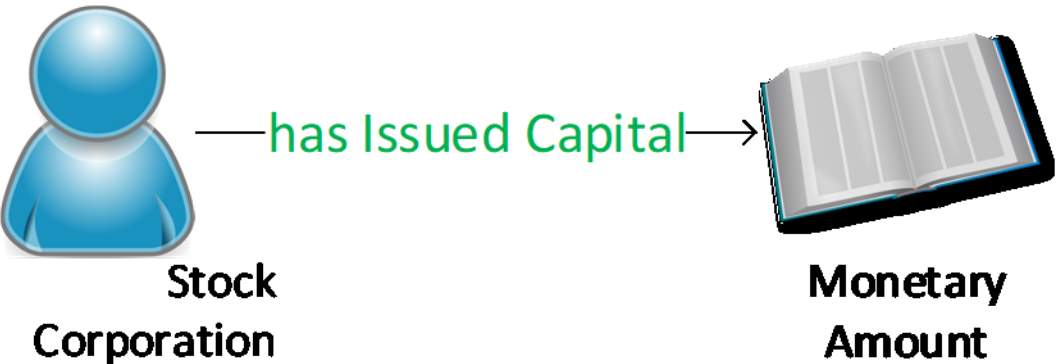 has Issued Capital
Stock
Corporation
Monetary
Amount